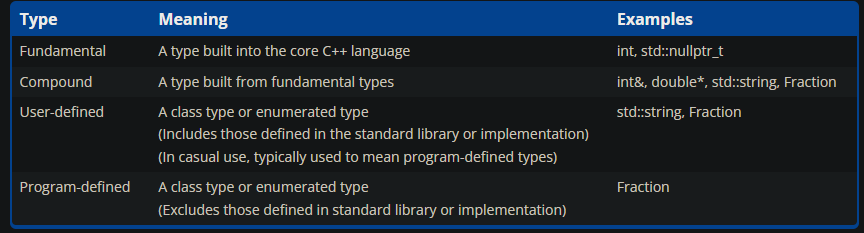 Type Meaning Examples
Fundamental A type built into the core C++ language int, std::nullptr_t
Compound A type built from fundamental types int&, double*, std::string, Fraction
User-defined A class type or enumerated type std::string, Fraction
(Includes those defined in the standard library or implementation)
(In casual use, typically used to mean program-defined types)
Program-defined A class type or enumerated type Fraction
(Excludes those defined in standard library or implementation)